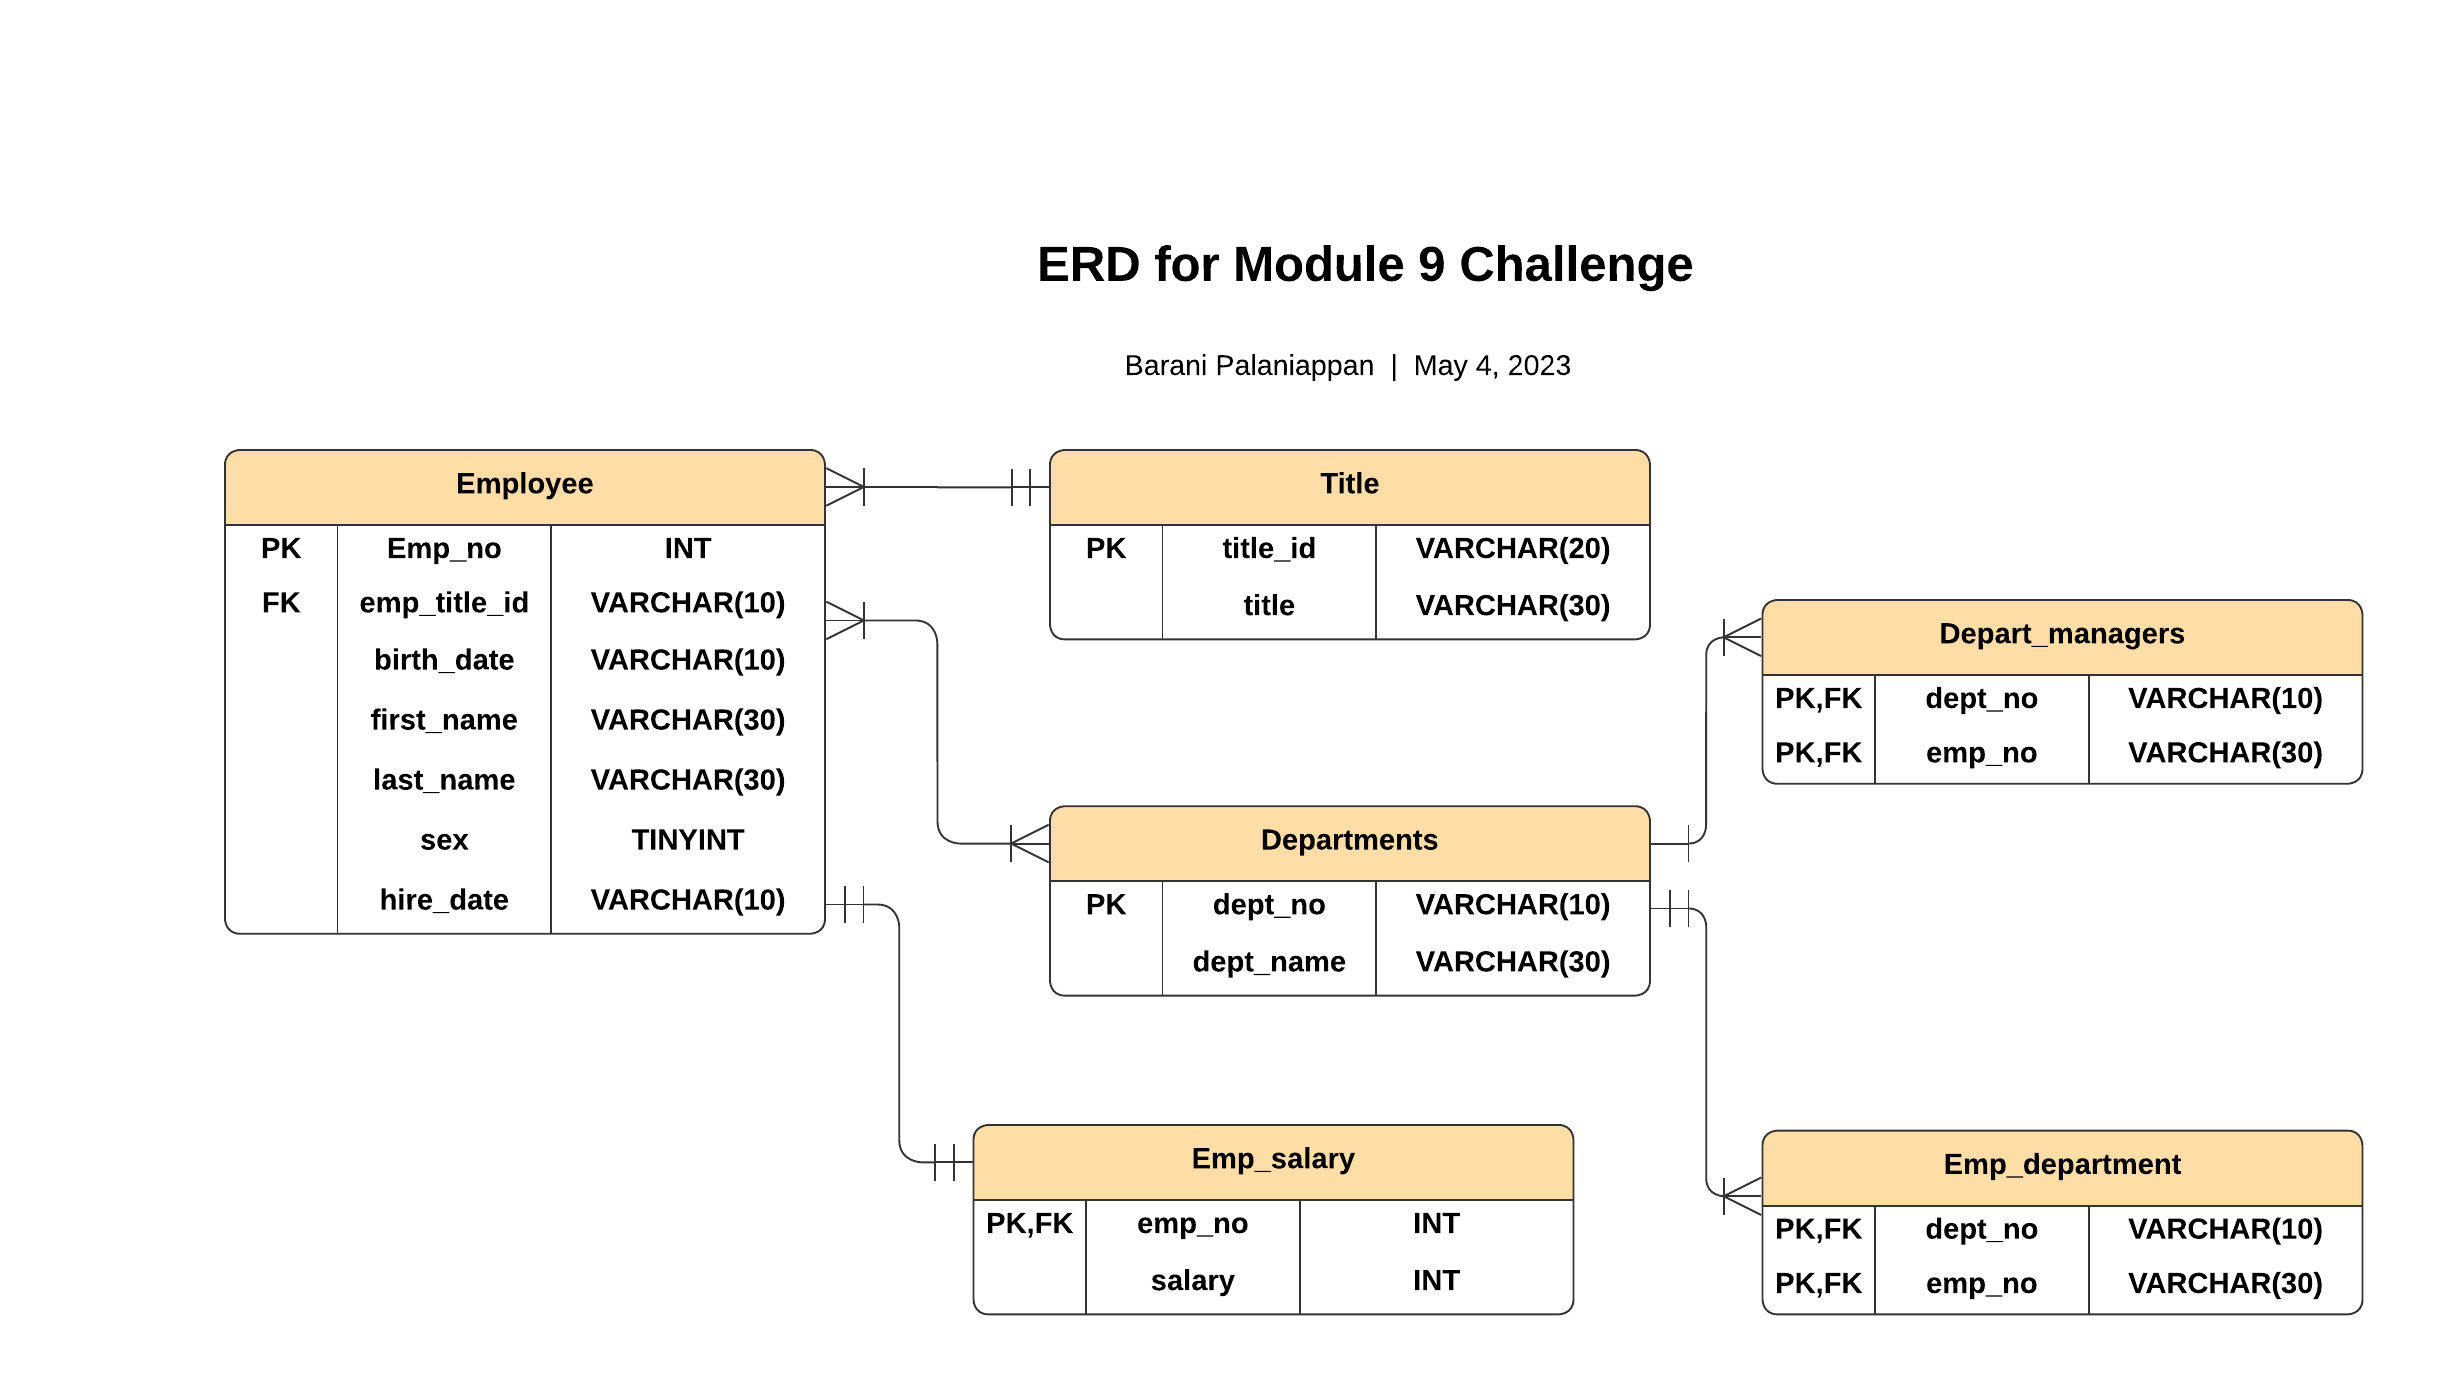 ERD for Module 9 Challenge
Barani Palaniappan | May 4, 2023
Employee
PK Emp_no INT
FK emp_title_id VARCHAR(10)
birth_date VARCHAR(10)
first_name VARCHAR(30)
last_name VARCHAR(30)
sex TINYINT
hire_date VARCHAR(10)
Title
PK title_id VARCHAR(20)
title VARCHAR(30)
Depart_managers
PK,FK dept_no VARCHAR(10)
PK,FK emp_no VARCHAR(30)
Departments
PK dept_no VARCHAR(10)
dept_name VARCHAR(30)
Emp_salary
PK,FK emp_no INT
salary INT
Emp_department
PK,FK dept_no VARCHAR(10)
PK,FK emp_no VARCHAR(30)